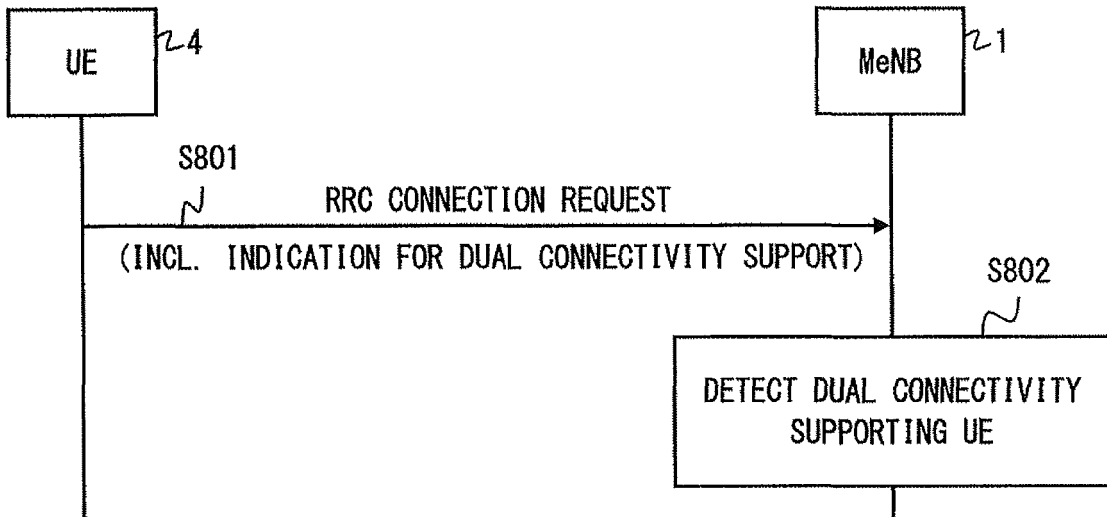 UE
4
MeNB
1
S801
RRC CONNECTION REQUEST
(INCL. INDICATION FOR DUAL CONNECTIVITY SUPPORT)
S802
DETECT DUAL CONNECTIVITY
SUPPORTING UE